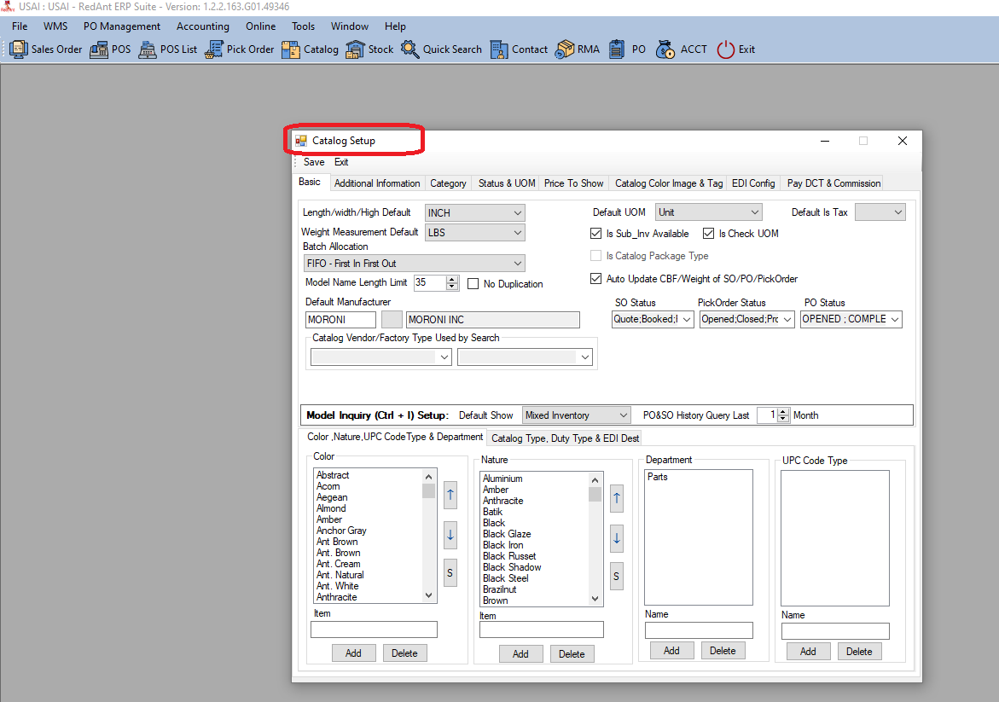 USAI : USAI - RedAnt ERP Suite - Version: 1.2.2.163.G01.49346
File WMS PO Management Accounting Online Tools Window Help
Sales Order POS POS List Pick Order Catalog Stock Quick Search Contact RMA PO ACCT Exit
Catalog Setup
Save Exit
Basic Additional Information Category Status & UOM Price To Show Catalog Color Image & Tag EDI Config Pay DCT & Commission
Length/width/High Default INCH Default UOM Unit Default Is Tax
Weight Measurement Default LBS Is Sub_Inv Available Is Check UOM
Batch Allocation
FIFO - First In First Out Is Catalog Package Type
Model Name Length Limit 35 No Duplication Auto Update CBF/Weight of SO/PO/PickOrder
Default Manufacturer SO Status PickOrder Status PO Status
MORONI MORONI INC Quote;Booked;I Opened;Closed;Prc OPENED ; COMPLE
Catalog Vendor/Factory Type Used by Search
Model Inquiry (Ctrl + I) Setup: Default Show Mixed Inventory PO&SO History Query Last 1 Month
Color ,Nature,UPC CodeType & Department Catalog Type, Duty Type & EDI Dest
Color
Abstract
Acorn
Aegean
Almond
Amber
Anchor Gray
Ant Brown
Ant. Brown
Ant. Cream
Ant. Natural
Ant. White
Anthracite
S
Item
Add Delete
Nature
Aluminium
Amber
Anthracite
Batik
Black
Black Glaze
Black Iron
Black Russet
Black Shadow
Black Steel
Brazilnut
Brown
S
Item
Add Delete
Department
Parts
Name
Add Delete
UPC Code Type
Name
Add Delete